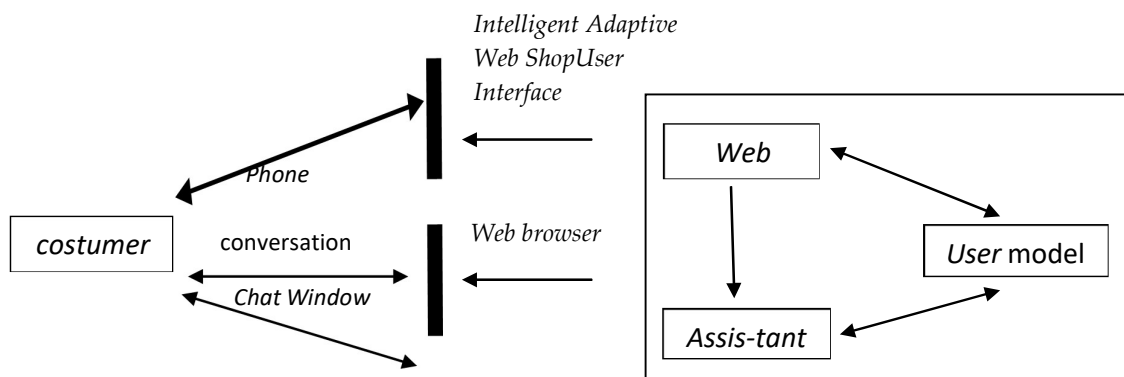 Intelligent Adaptive
Web ShopUser
Interface
Web
Phone
costumer
conversation
Web browser
User model
Chat Window
Assis-tant